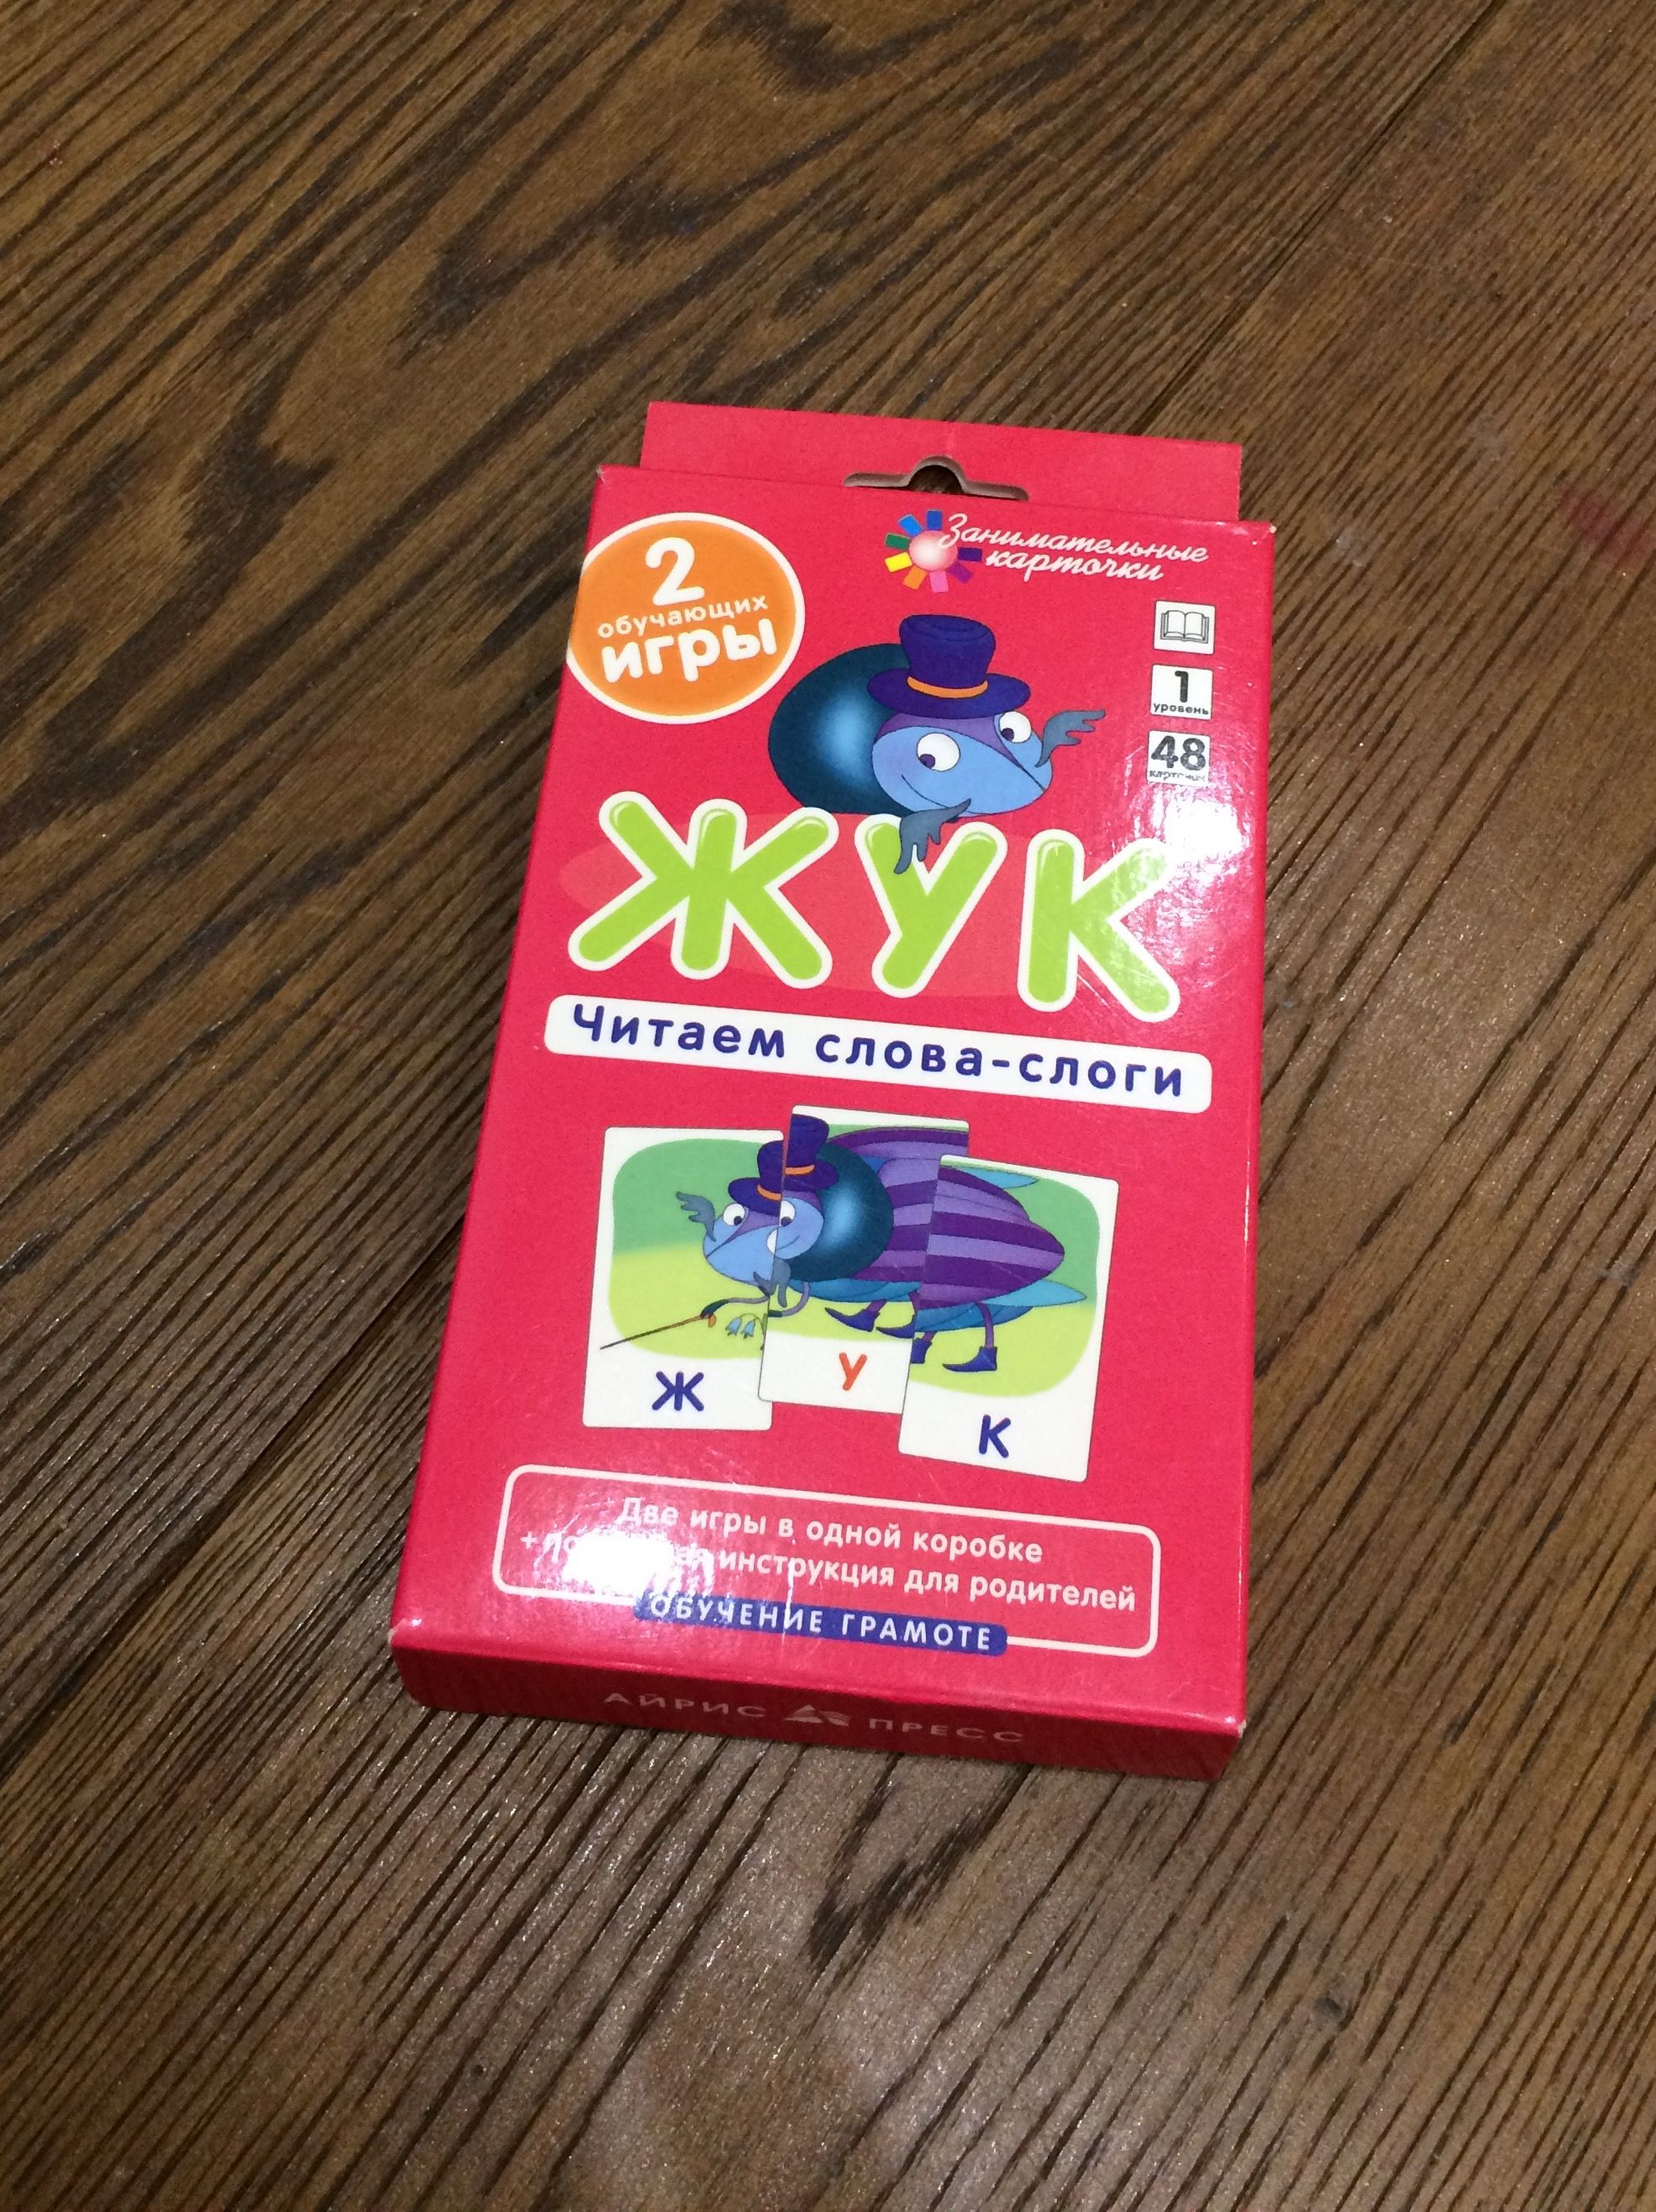 Занимательные
карточки
2
обучающих
игры
1
уровень
48
карточек
ЖУК
Читаем слова-слоги
Ж
У
К
Две игры в одной коробке
+ инструкция для родителей
ОБУЧЕНИЕ ГРАМОТЕ
АЙРИС ПРЕСС